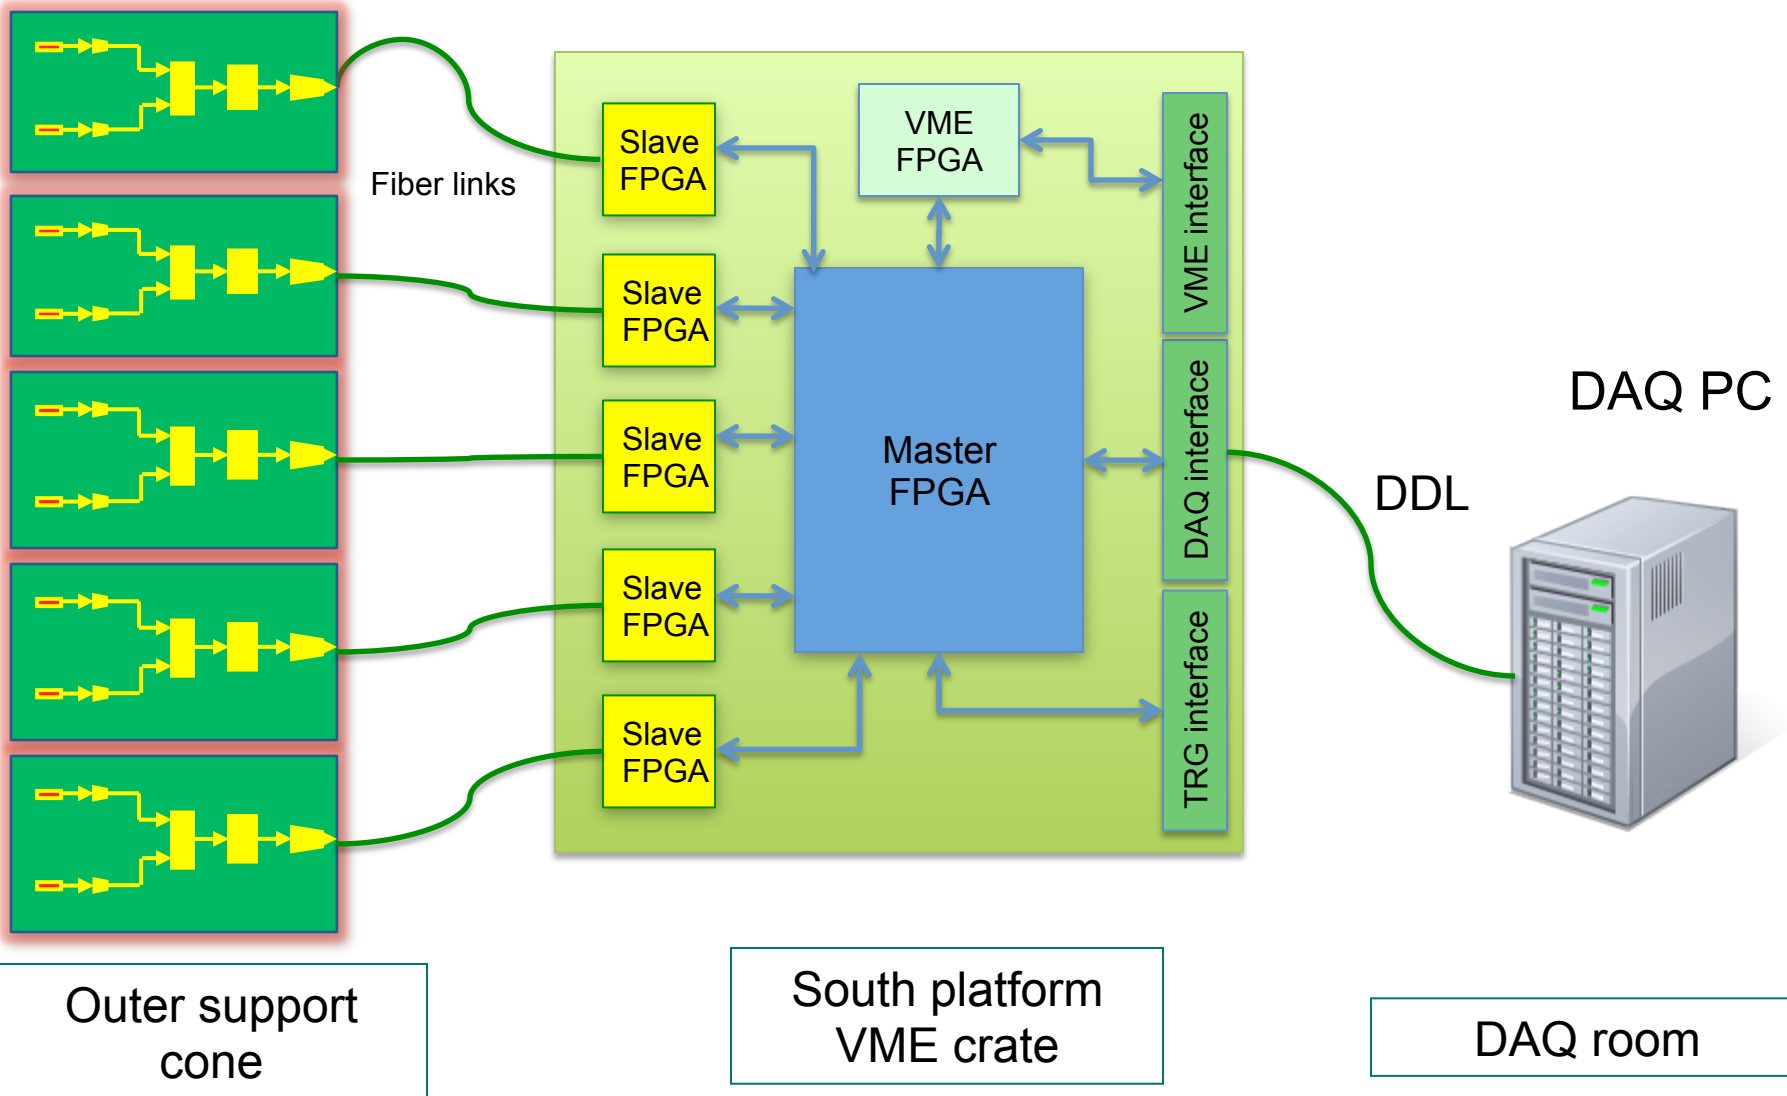 Fiber links
Slave
FPGA
Slave
FPGA
Slave
FPGA
Slave
FPGA
Slave
FPGA
VME
FPGA
Master
FPGA
VME interface
DAQ interface
TRG interface
DDL
DAQ PC
Outer support
cone
South platform
VME crate
DAQ room